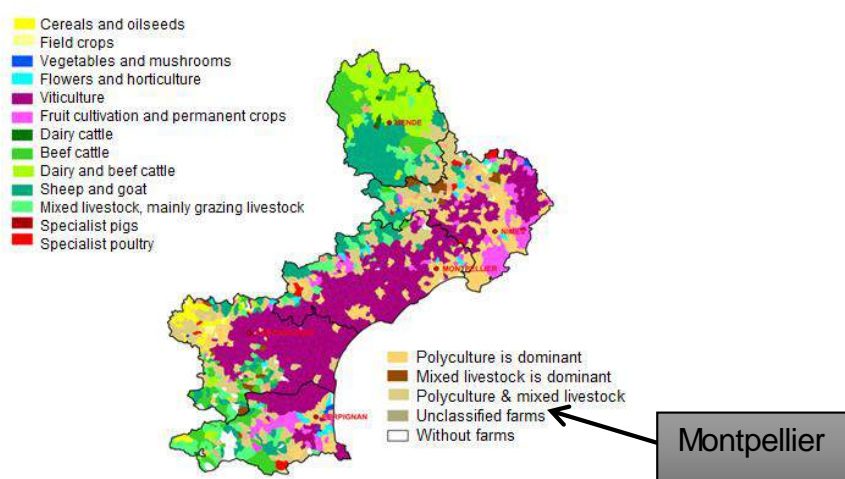 Cereals and oilseeds
Field crops
Vegetables and mushrooms
Flowers and horticulture
Viticulture
Fruit cultivation and permanent crops
Dairy cattle
Beef cattle
Dairy and beef cattle
Sheep and goat
Mixed livestock, mainly grazing livestock
Specialist pigs
Specialist poultry
MENDE
NIMES
MONTPELLIER
PERPIGNAN
Polyculture is dominant
Mixed livestock is dominant
Polyculture & mixed livestock
Unclassified farms
Without farms
Montpellier